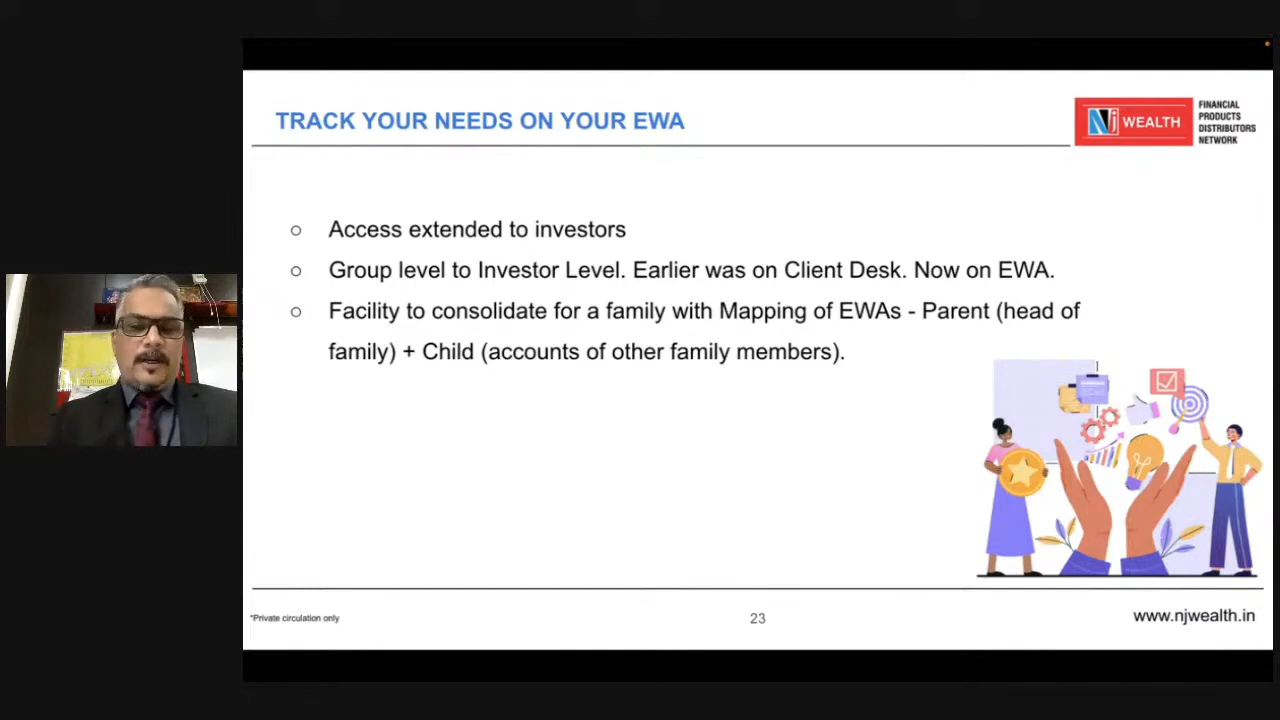 TRACK YOUR NEEDS ON YOUR EWA
NJ WEALTH
FINANCIAL
PRODUCTS
DISTRIBUTORS
NETWORK
○ Access extended to investors
○ Group level to Investor Level. Earlier was on Client Desk. Now on EWA.
○ Facility to consolidate for a family with Mapping of EWAs - Parent (head of
family) + Child (accounts of other family members).
*Private circulation only
23
www.njwealth.in